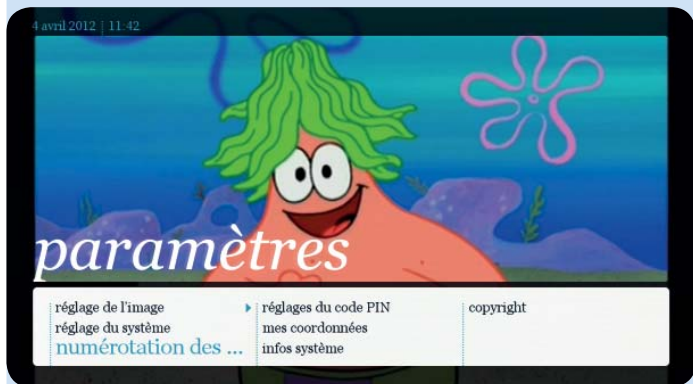 4 avril 2012 | 11:42
paramètres
réglage de l'image
réglage du système
numérotation des ...
réglages du code PIN
mes coordonnées
infos système
copyright